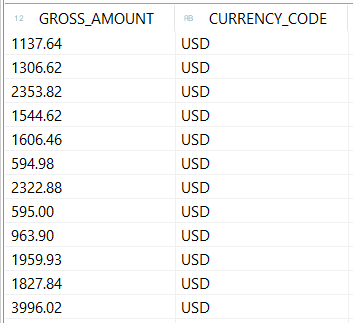 12 GROSS_AMOUNT RB CURRENCY_CODE
1137.64 USD
1306.62 USD
2353.82 USD
1544.62 USD
1606.46 USD
594.98 USD
2322.88 USD
595.00 USD
963.90 USD
1959.93 USD
1827.84 USD
3996.02 USD